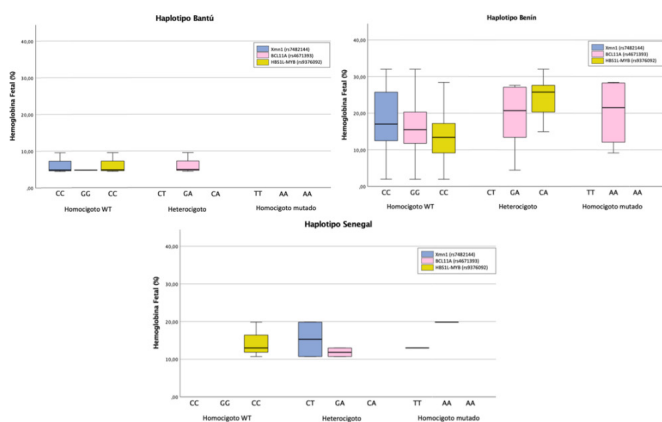 Haplotipo Bantú
Xmn1 (rs7482144)
BCL11A (rs4671393)
HBS1L-MYB (rs9376092)
Hemoglobina Fetal (%)
40,00
30,00
20,00
10,00
,00
CC GG CC CT GA CA TT AA AA
Homocigoto WT Heterocigoto Homocigoto mutado
Haplotipo Benín
Xmn1 (rs7482144)
BCL11A (rs4671393)
HBS1L-MYB (rs9376092)
Hemoglobina Fetal (%)
40,00
30,00
20,00
10,00
,00
CC GG CC CT GA CA TT AA AA
Homocigoto WT Heterocigoto Homocigoto mutado
Haplotipo Senegal
Xmn1 (rs7482144)
BCL11A (rs4671393)
HBS1L-MYB (rs9376092)
Hemoglobina Fetal (%)
40,00
30,00
20,00
10,00
,00
CC GG CC CT GA CA TT AA AA
Homocigoto WT Heterocigoto Homocigoto mutado